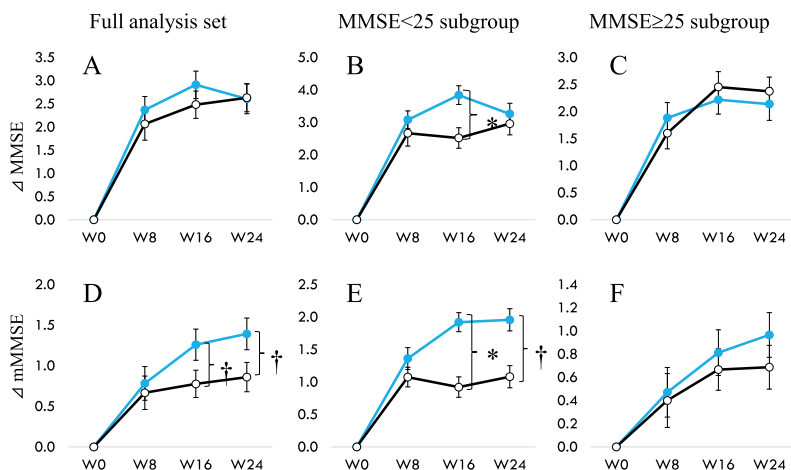 Full analysis set MMSE<25 subgroup MMSE≥25 subgroup
A
3.5
3.0
2.5
2.0
1.5
1.0
0.5
0.0
⊿ MMSE
W0 W8 W16 W24
B
5.0
4.0
3.0
2.0
1.0
0.0
*
W0 W8 W16 W24
C
3.0
2.5
2.0
1.5
1.0
0.5
0.0
W0 W8 W16 W24
D
2.0
1.5
1.0
0.5
0.0
⊿ mMMSE
† †
W0 W8 W16 W24
E
2.5
2.0
1.5
1.0
0.5
0.0
* †
W0 W8 W16 W24
F
1.4
1.2
1.0
0.8
0.6
0.4
0.2
0.0
W0 W8 W16 W24